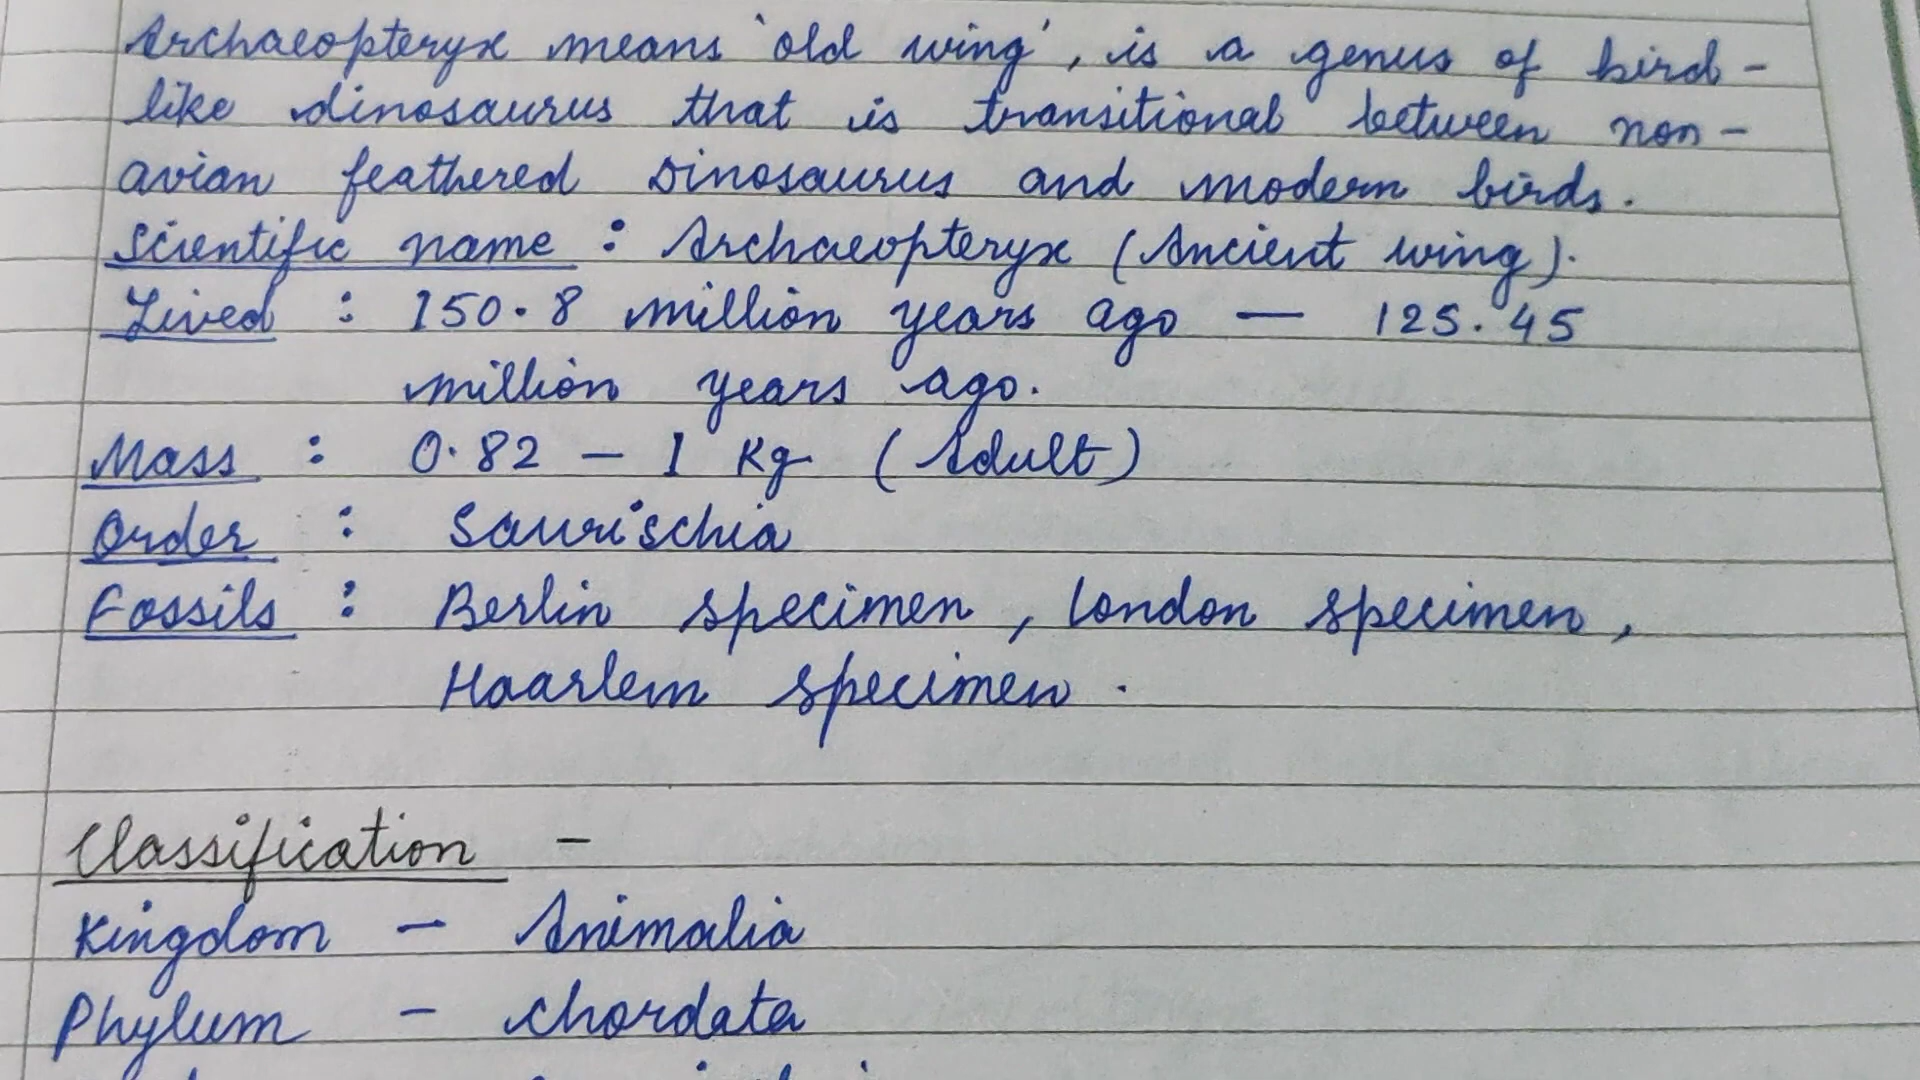 Archaeopteryx means 'old wing', is a genus of bird-
like dinosaurus that is transitional between non-
avian feathered Dinosaurus and modern birds.
Scientific name : Archaeopteryx (Ancient wing).
Lived : 150.8 million years ago — 125.45
million years ago.
Mass : 0.82 – 1 Kg (Adult)
Order : Saurischia
Fossils : Berlin specimen, London specimen,
Haarlem specimen.
Classification –
Kingdom – Animalia
Phylum – chordata